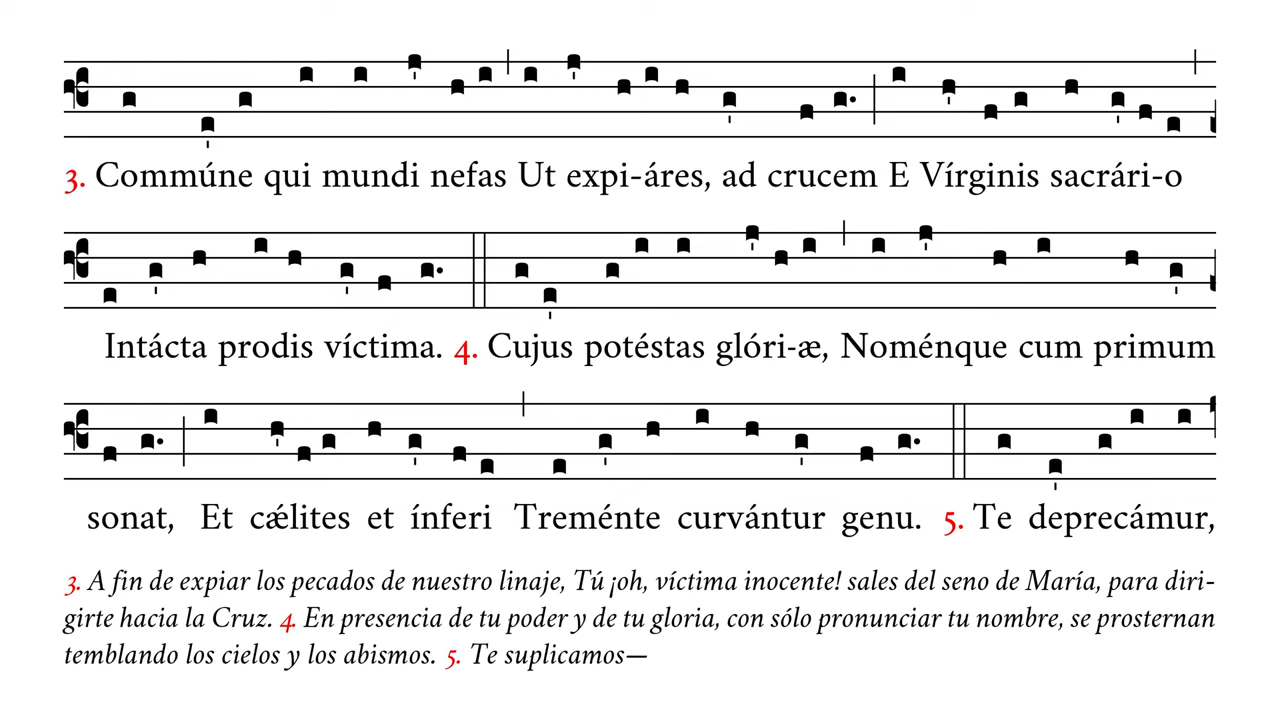 3. Commúne qui mundi nefas Ut expi-áres, ad crucem E Vírginis sacrári-o
Intácta prodis víctima. 4. Cujus potéstas glóri-æ, Noménque cum primum
sonat, Et cǽlites et ínferi Treménte curvántur genu. 5. Te deprecámur,
3. A fin de expiar los pecados de nuestro linaje, Tú ¡oh, víctima inocente! sales del seno de María, para diri-
girte hacia la Cruz. 4. En presencia de tu poder y de tu gloria, con sólo pronunciar tu nombre, se prosternan
temblando los cielos y los abismos. 5. Te suplicamos—